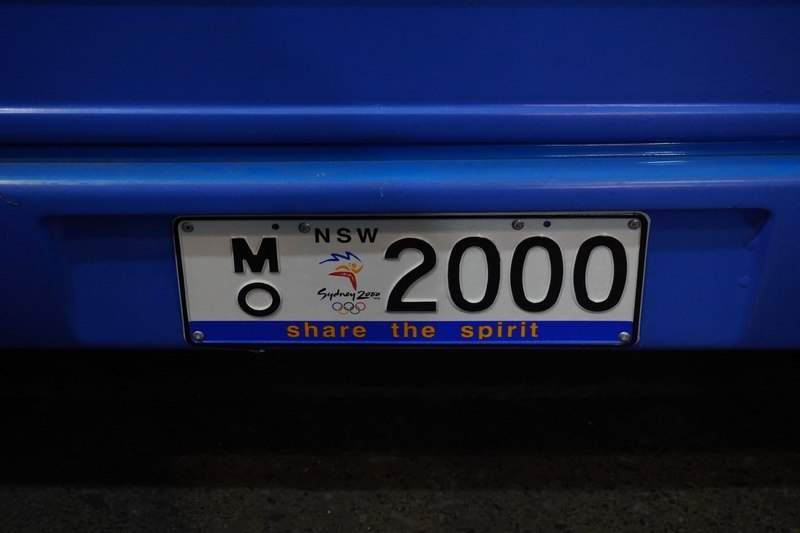 NSW
M
O
Sydney 2000
2000
share the spirit